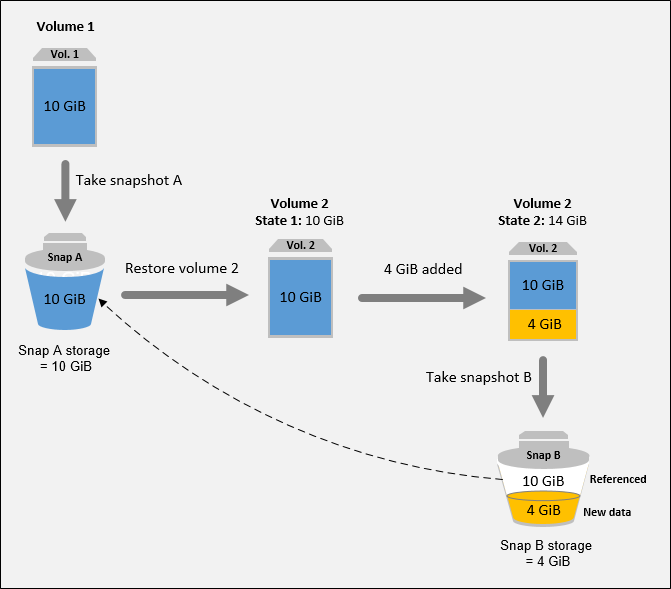 Volume 1
Vol. 1
10 GiB
Take snapshot A
Snap A
10 GiB
Snap A storage
= 10 GiB
Restore volume 2
Volume 2
State 1: 10 GiB
Vol. 2
10 GiB
4 GiB added
Volume 2
State 2: 14 GiB
Vol. 2
10 GiB
4 GiB
Take snapshot B
Snap B
10 GiB
Referenced
4 GiB
New data
Snap B storage
= 4 GiB